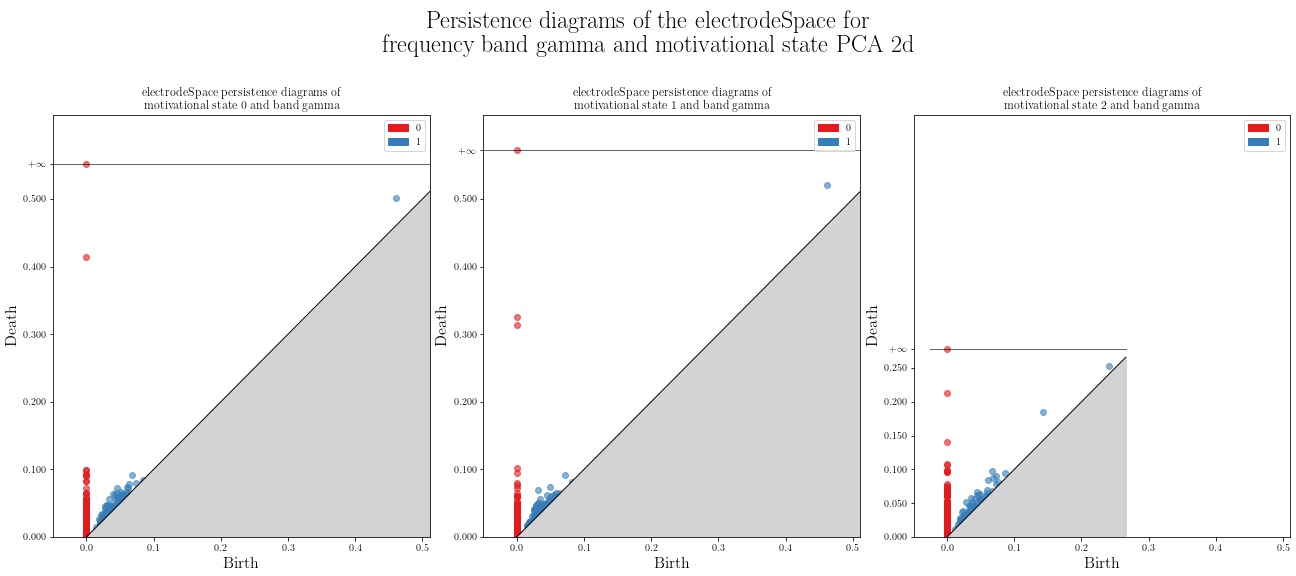 Persistence diagrams of the electrodeSpace for
frequency band gamma and motivational state PCA 2d
electrodeSpace persistence diagrams of
motivational state 0 and band gamma
0
1
+∞
0.500
0.400
0.300
0.200
0.100
0.000
Death
0.0 0.1 0.2 0.3 0.4 0.5
Birth
electrodeSpace persistence diagrams of
motivational state 1 and band gamma
0
1
+∞
0.500
0.400
0.300
0.200
0.100
0.000
Death
0.0 0.1 0.2 0.3 0.4 0.5
Birth
electrodeSpace persistence diagrams of
motivational state 2 and band gamma
0
1
+∞
0.250
0.200
0.150
0.100
0.050
0.000
Death
0.0 0.1 0.2 0.3 0.4 0.5
Birth